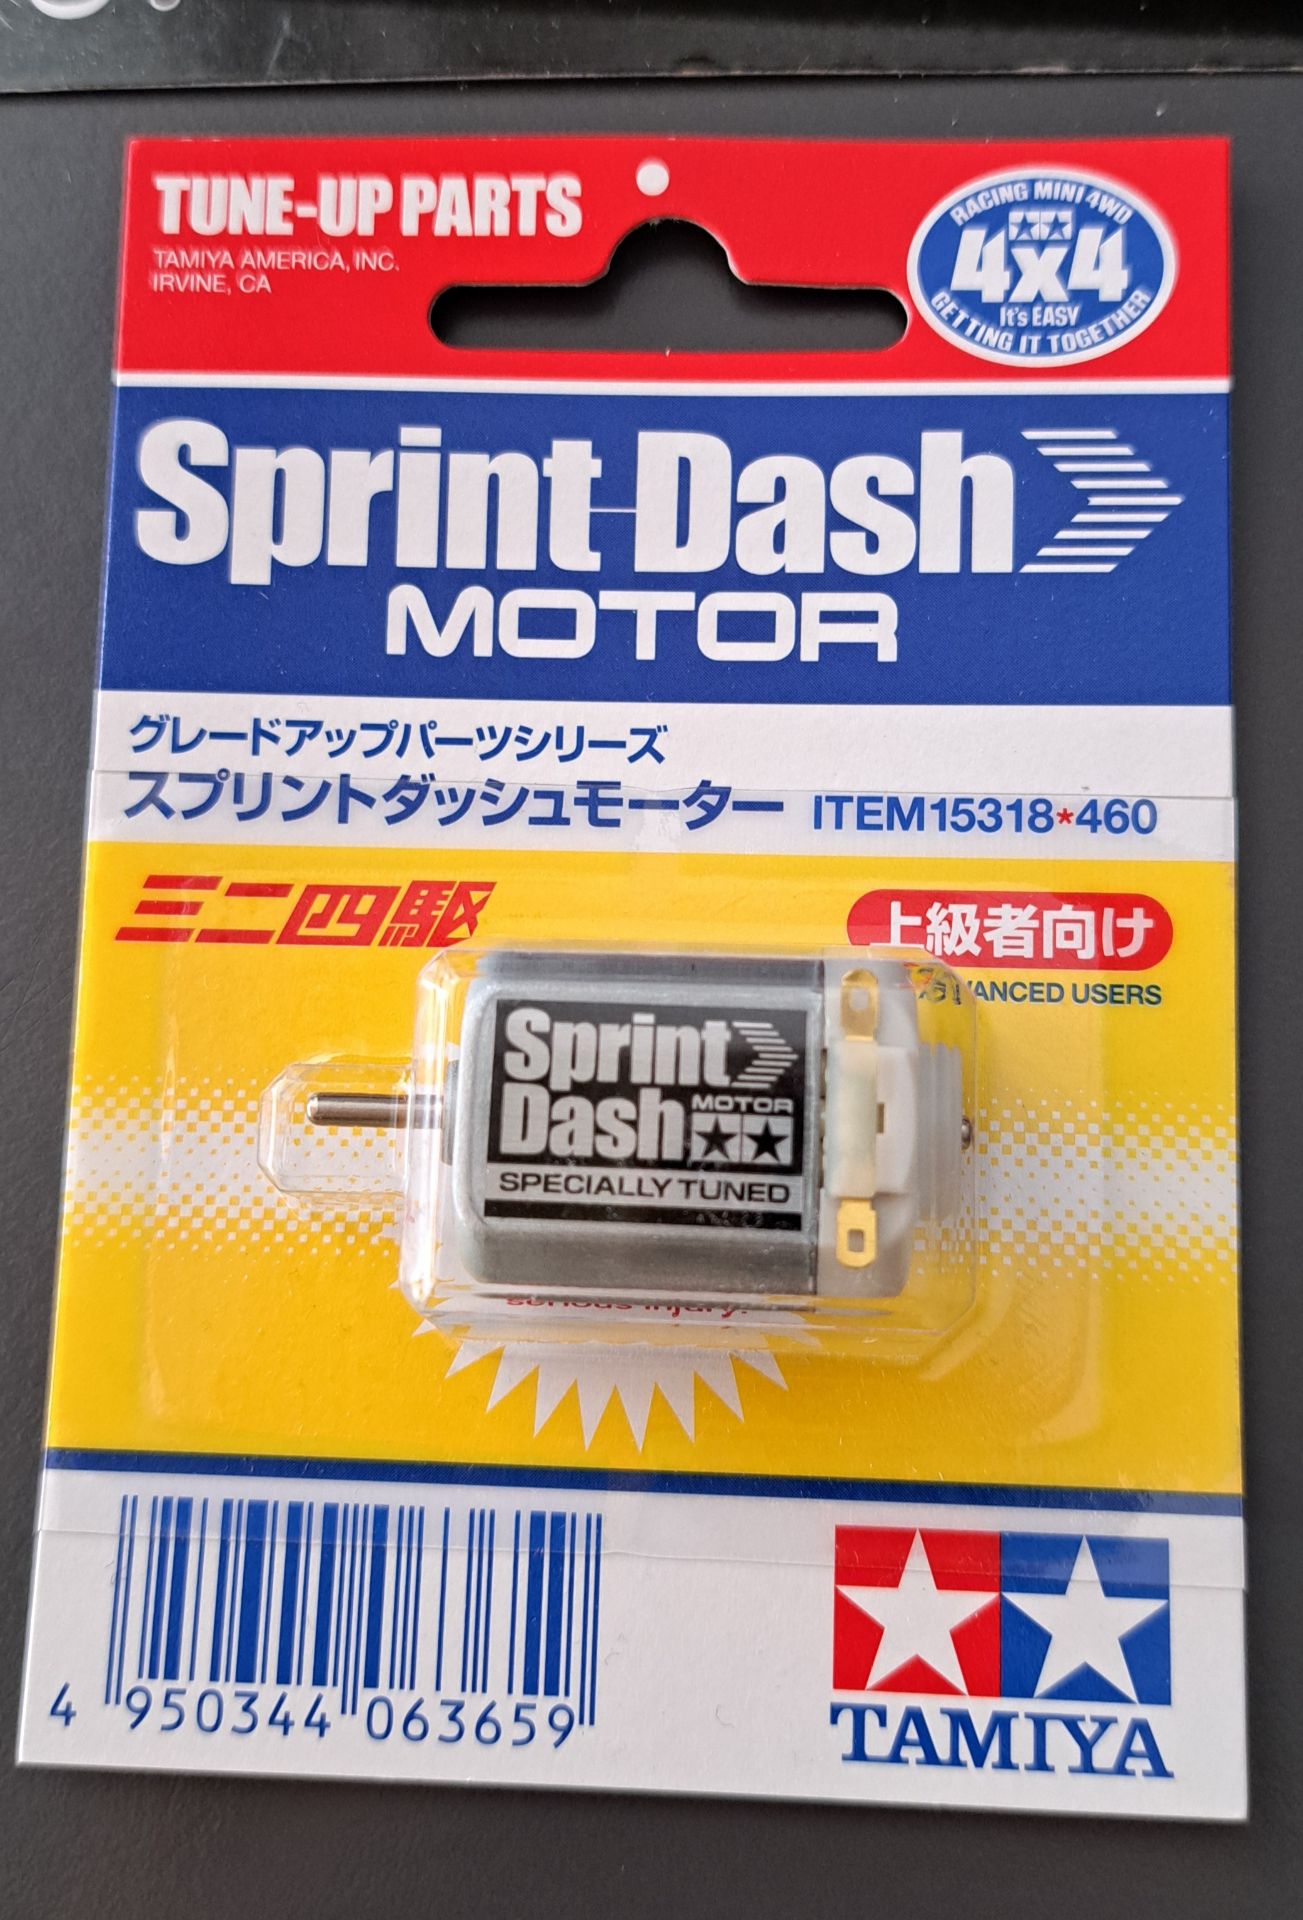 TUNE-UP PARTS
TAMIYA AMERICA, INC.
IRVINE, CA
RACING MINI 4WD
4x4
It's EASY
GETTING IT TOGETHER
Sprint-Dash
MOTOR
グレードアップパーツシリーズ
スプリントダッシュモーター ITEM15318*460
ミニ四駆
上級者向け
USERS
Sprint
Dash MOTOR
SPECIALLY TUNED
serious injury.
4 950344 063659
TAMIYA